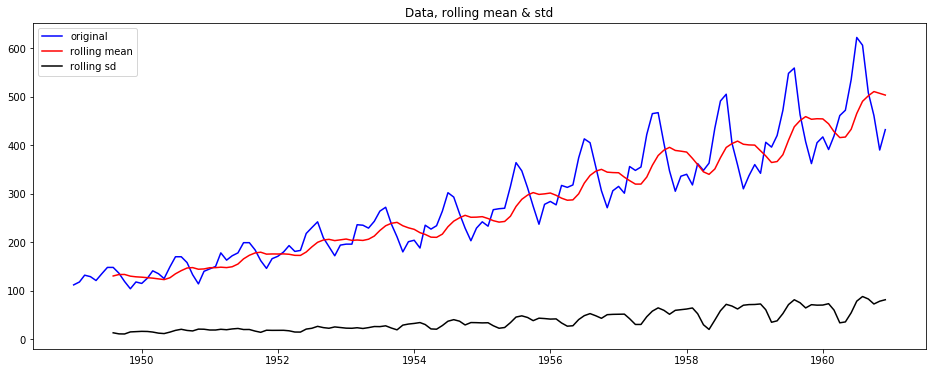 Data, rolling mean & std
original
rolling mean
rolling sd
600
500
400
300
200
100
0
1950 1952 1954 1956 1958 1960